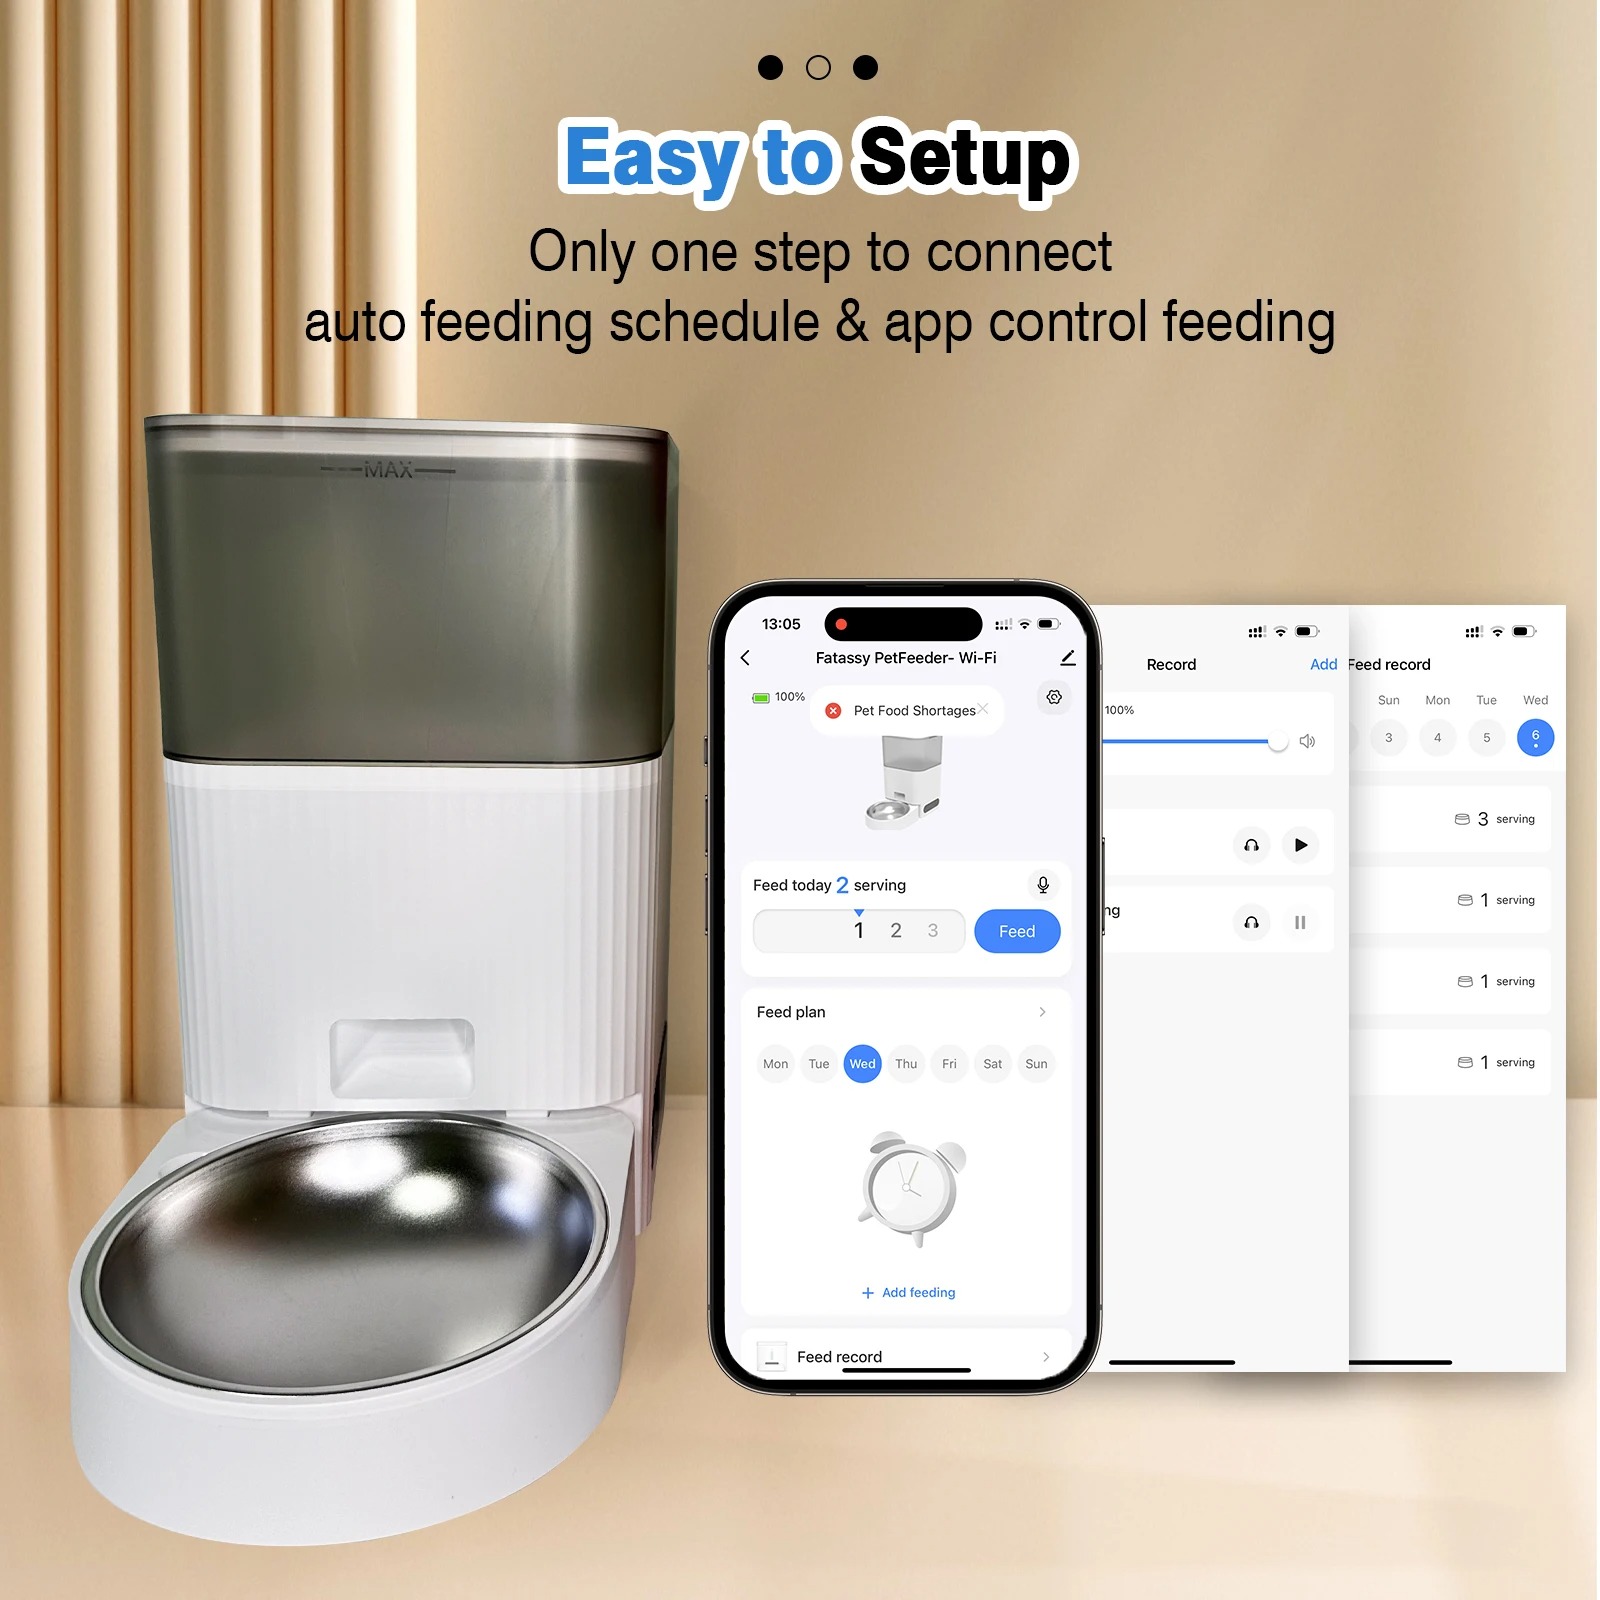 Easy to Setup
Only one step to connect
auto feeding schedule & app control feeding
MAX
13:05
Fatassy PetFeeder- Wi-Fi
100%
Pet Food Shortages
Feed today 2 serving
1 2 3
Feed
Feed plan
Mon Tue Wed Thu Fri Sat Sun
+ Add feeding
Feed record
Record
Add
100%
ng
Feed record
Sun Mon Tue Wed
3 4 5 6
3 serving
1 serving
1 serving
1 serving